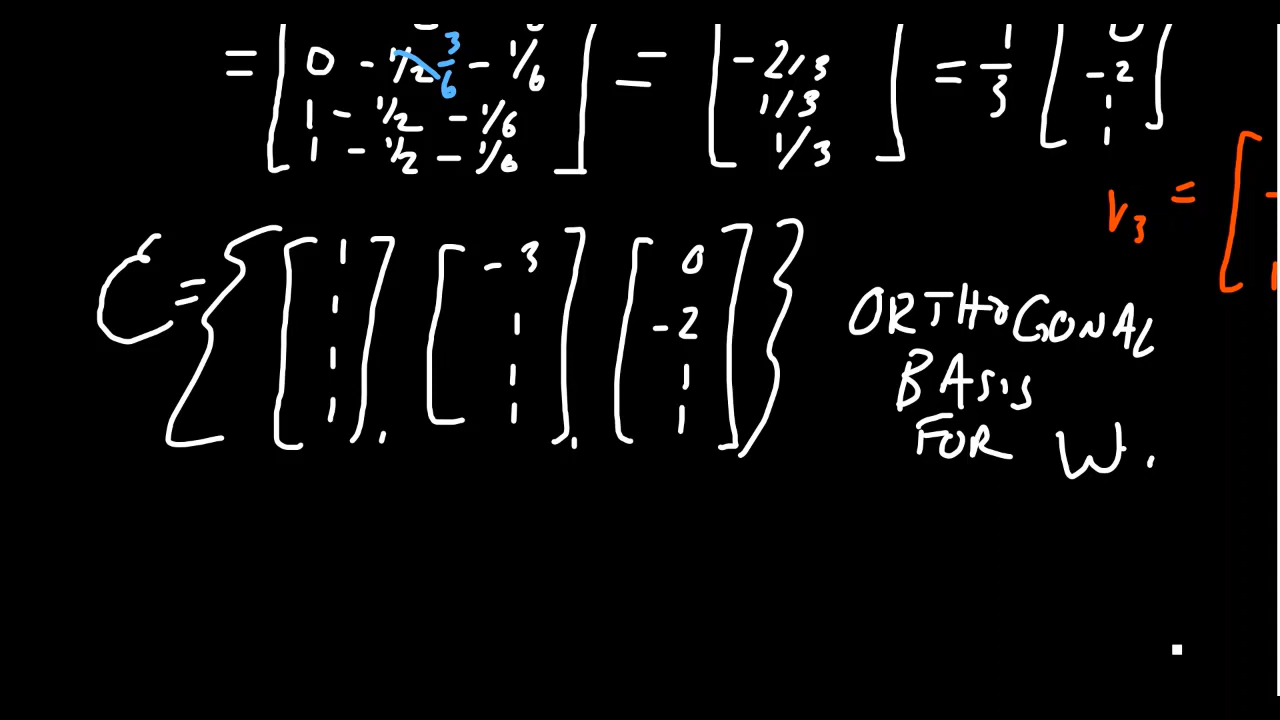 = [ 0 - 1/2 3/6 - 1/6 ] = [ -2/3 ] = 1/3 [ -2 ]
1 - 1/2 - 1/6 1/3 1
1 - 1/2 - 1/6 1/3 1
v3 = [
C = { [ 1 ], [ -3 ], [ 0 ] }
1 1 -2
1 1 1
1 1 1
ORTHOGONAL
BASIS
FOR W.